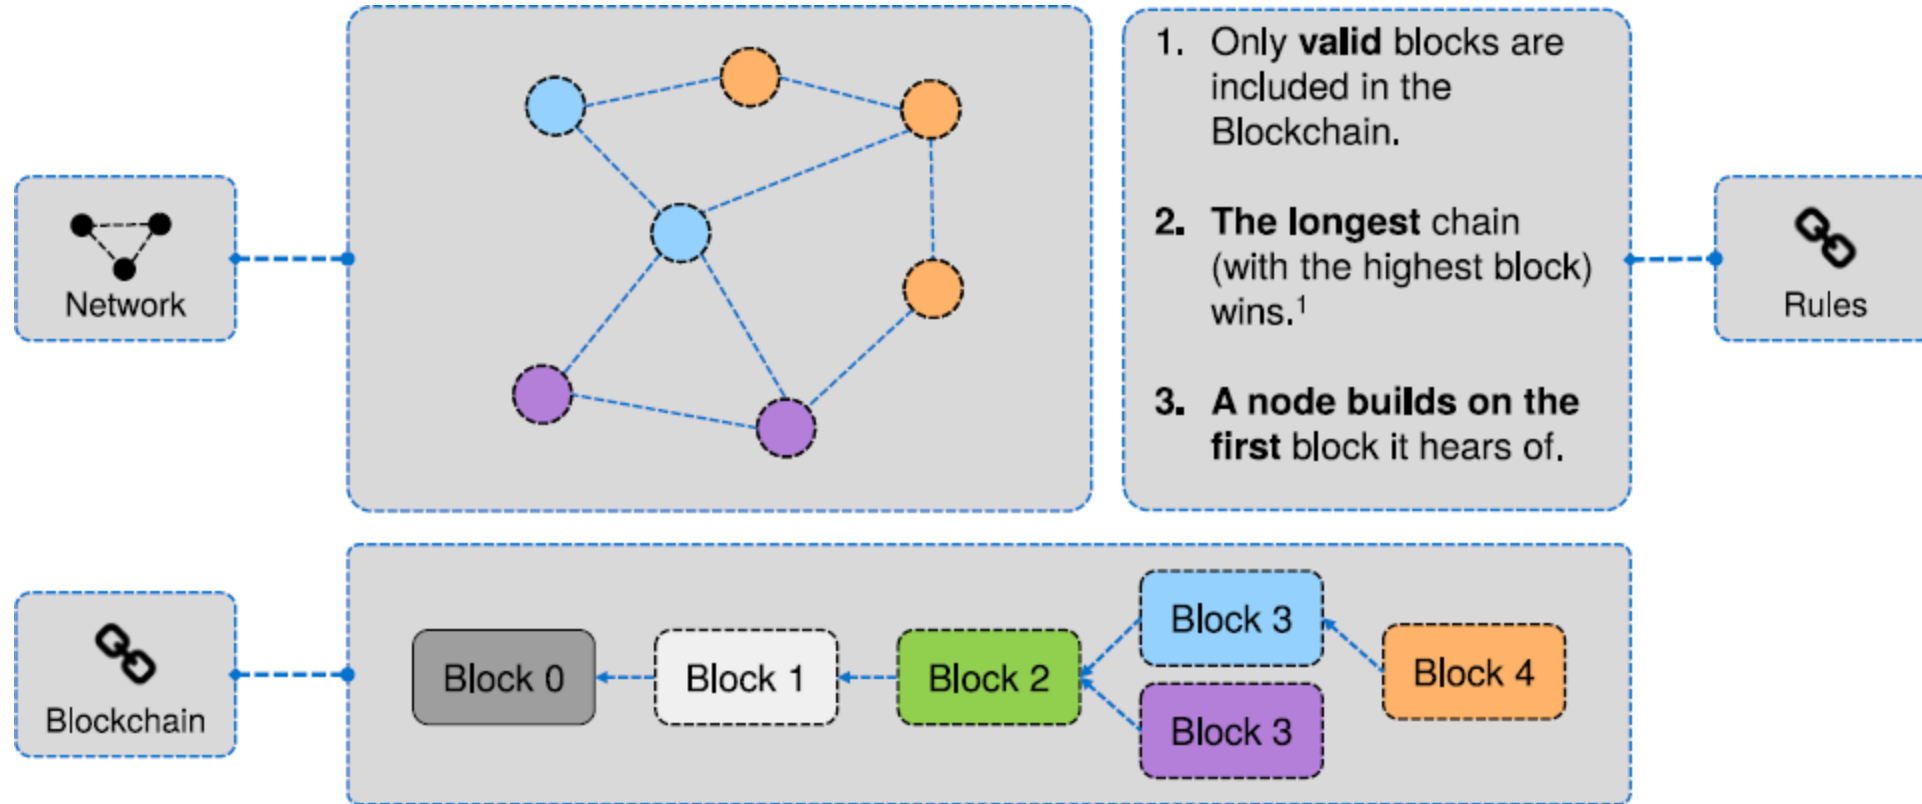 Network
1. Only valid blocks are
included in the
Blockchain.
2. The longest chain
(with the highest block)
wins.¹
3. A node builds on the
first block it hears of.
Rules
Blockchain
Block 0
Block 1
Block 2
Block 3
Block 3
Block 4